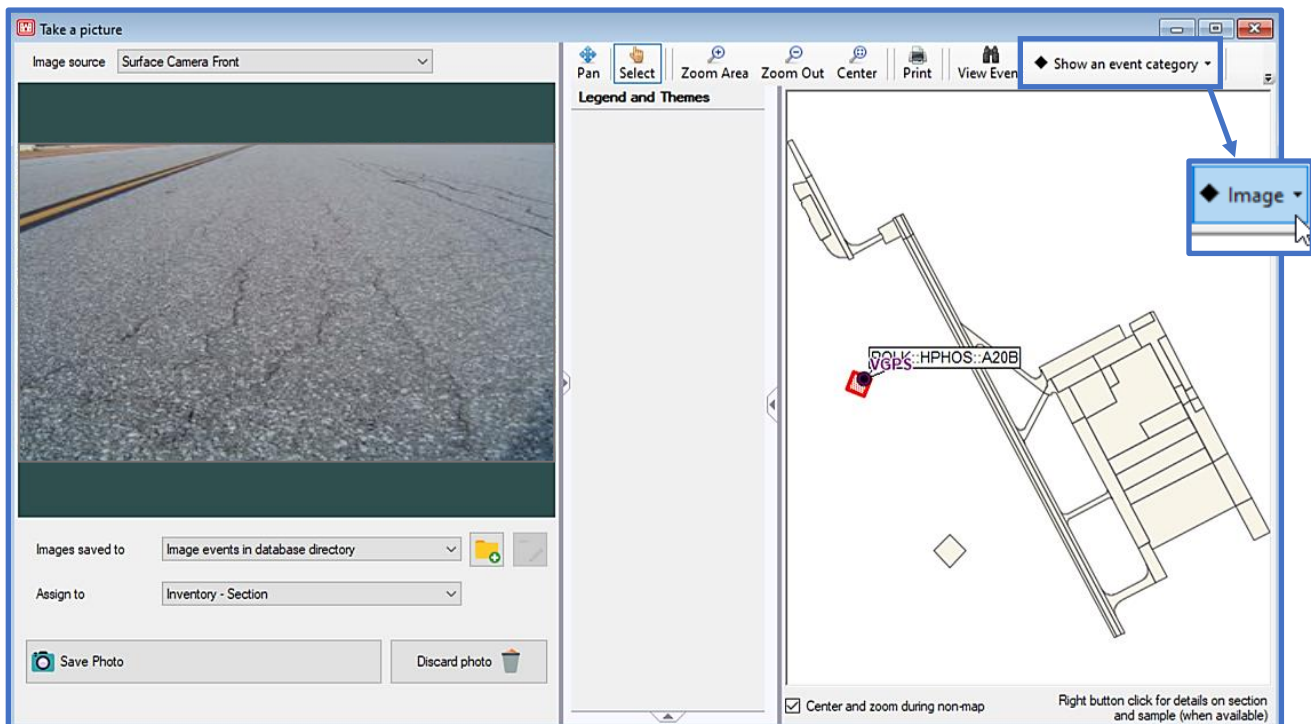 Take a picture
Image source
Surface Camera Front
Pan
Select
Zoom Area
Zoom Out
Center
Print
View Even
Show an event category
Legend and Themes
Image
::HPHOS::A20B
VGPS
Images saved to
Image events in database directory
Assign to
Inventory - Section
Save Photo
Discard photo
Center and zoom during non-map
Right button click for details on section
and sample (when available)